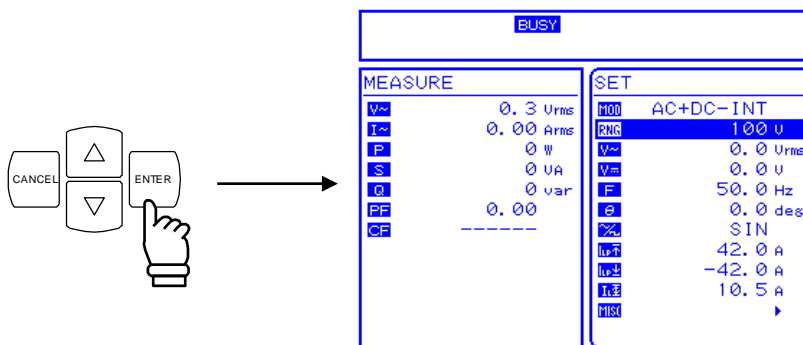 CANCEL
ENTER
BUSY
MEASURE
V~ 0.3 Vrms
I~ 0.00 Arms
P 0 W
S 0 VA
Q 0 var
PF 0.00
CF ------
SET
MOD AC+DC-INT
RNG 100 V
V~ 0.0 Vrms
V= 0.0 V
F 50.0 Hz
θ 0.0 deg
SIN
42.0 A
-42.0 A
10.5 A
MISC